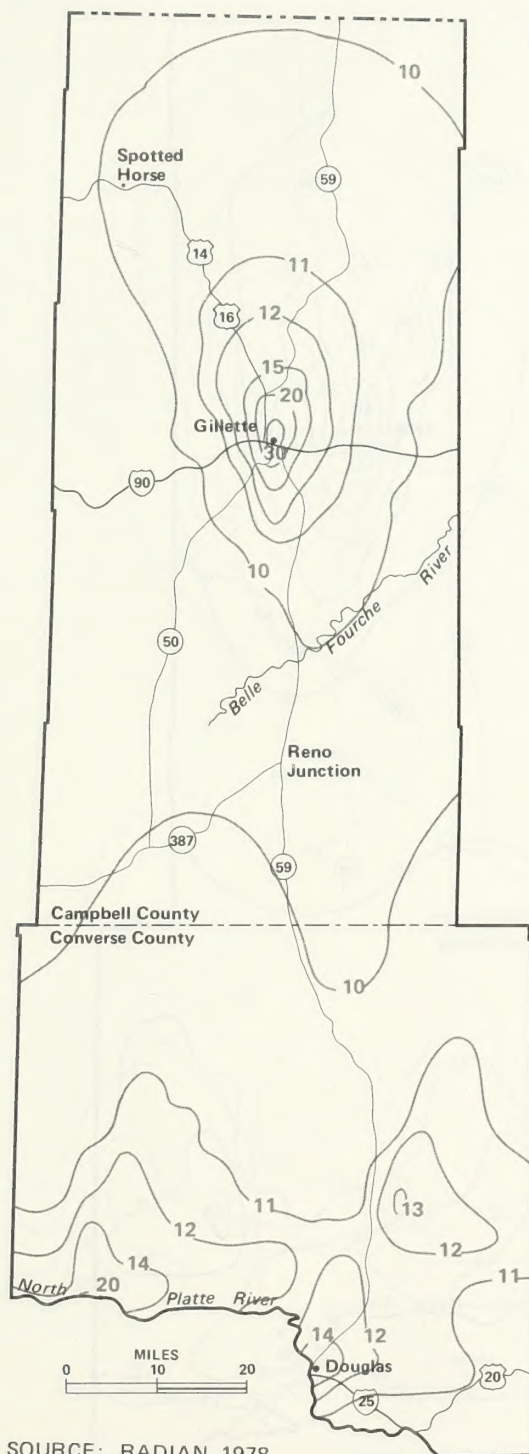 10
Spotted
Horse
59
14
11
16
12
15
20
Gillette
30
90
10
Belle Fourche River
50
Reno
Junction
387
59
Campbell County
Converse County
10
11
13
12
12
14
11
North Platte River
20
14
12
MILES
0 10 20
Douglas
20
25
SOURCE: RADIAN 1978